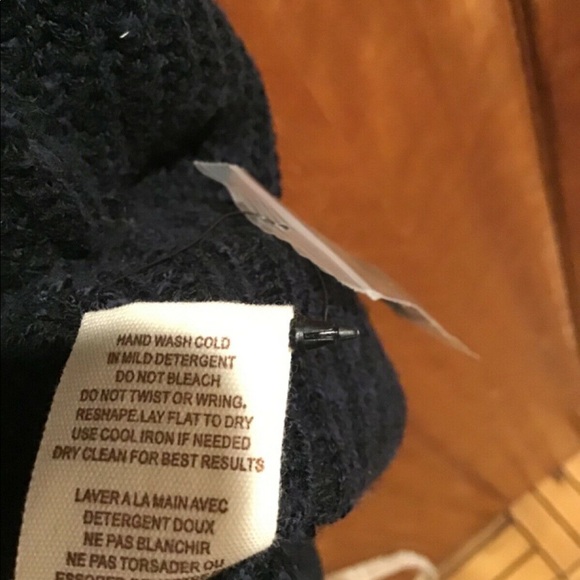 HAND WASH COLD
IN MILD DETERGENT
DO NOT BLEACH
DO NOT TWIST OR WRING,
RESHAPE.LAY FLAT TO DRY
USE COOL IRON IF NEEDED
DRY CLEAN FOR BEST RESULTS
LAVER A LA MAIN AVEC
DETERGENT DOUX
NE PAS BLANCHIR
NE PAS TORSADER OU
ESSORER